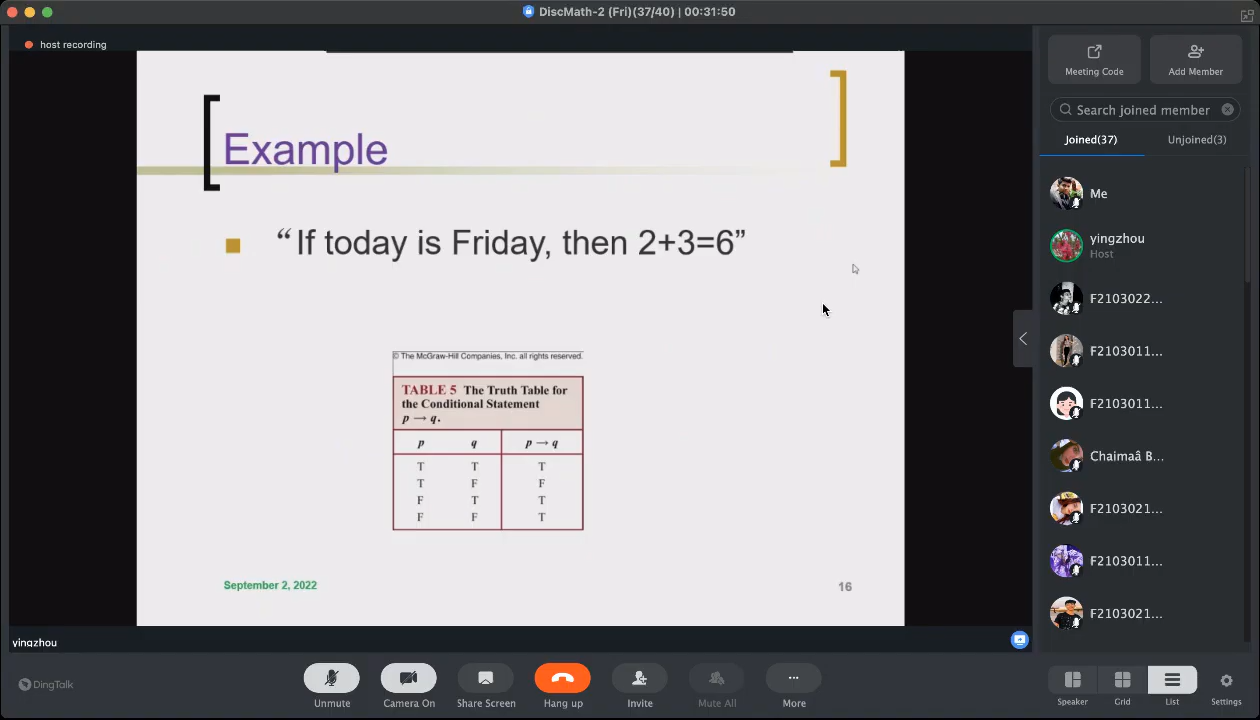 DiscMath-2 (Fri)(37/40) | 00:31:50
host recording
Meeting Code
Add Member
Search joined member
Joined(37)
Unjoined(3)
Example
“If today is Friday, then 2+3=6”
© The McGraw-Hill Companies, Inc. all rights reserved.
TABLE 5 The Truth Table for
the Conditional Statement
p → q.
p q p → q
T T T
T F F
F T T
F F T
September 2, 2022
16
Me
yingzhou
Host
F2103022...
F2103011...
F2103011...
Chaimaâ B...
F2103021...
F2103011...
F2103021...
yingzhou
DingTalk
Unmute
Camera On
Share Screen
Hang up
Invite
Mute All
More
Speaker
Grid
List
Settings